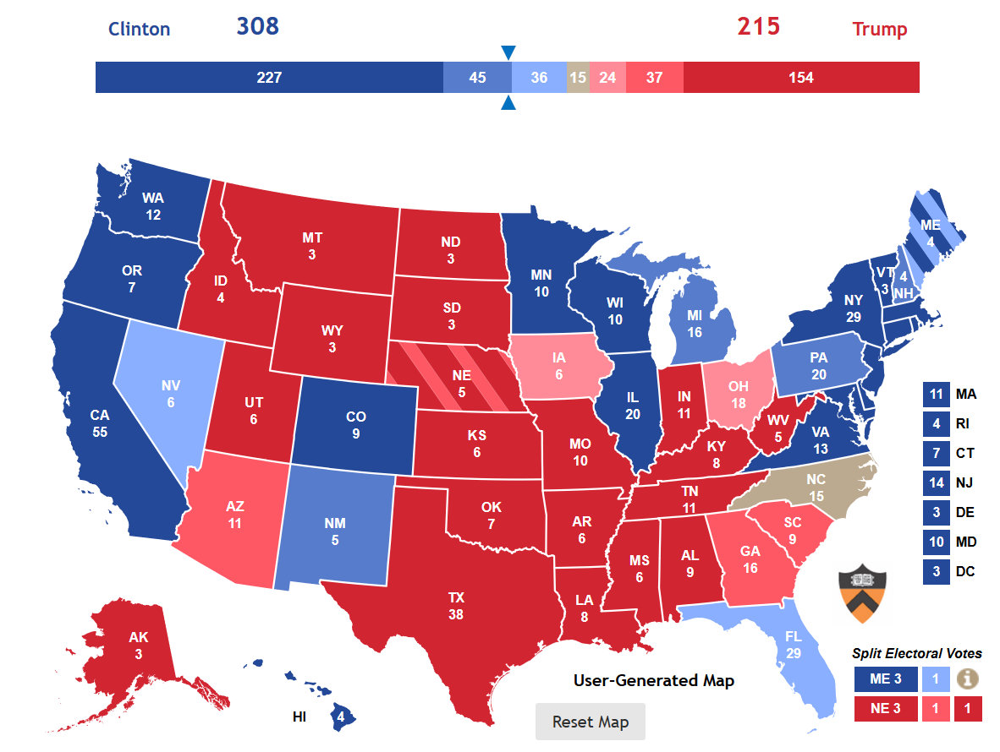 Clinton 308 215 Trump
227 45 36 15 24 37 154
WA
12
OR
7
CA
55
NV
6
ID
4
MT
3
WY
3
UT
6
AZ
11
CO
9
NM
5
ND
3
SD
3
NE
5
KS
6
OK
7
TX
38
MN
10
IA
6
MO
10
AR
6
LA
8
WI
10
IL
20
MI
16
IN
11
OH
18
KY
8
TN
11
MS
6
AL
9
GA
16
FL
29
SC
9
NC
15
VA
13
WV
5
PA
20
NY
29
VT
3
4
NH
ME
4
11 MA
4 RI
7 CT
14 NJ
3 DE
10 MD
3 DC
AK
3
HI 4
Split Electoral Votes
ME 3 1 i
NE 3 1 1
User-Generated Map
Reset Map